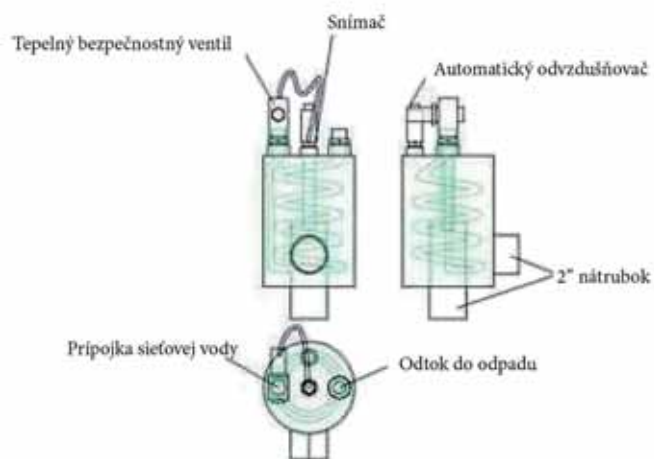 Snímač
Tepelný bezpečnostný ventil
Automatický odvzdušňovač
2" nátrubok
Prípojka sieťovej vody
Odtok do odpadu